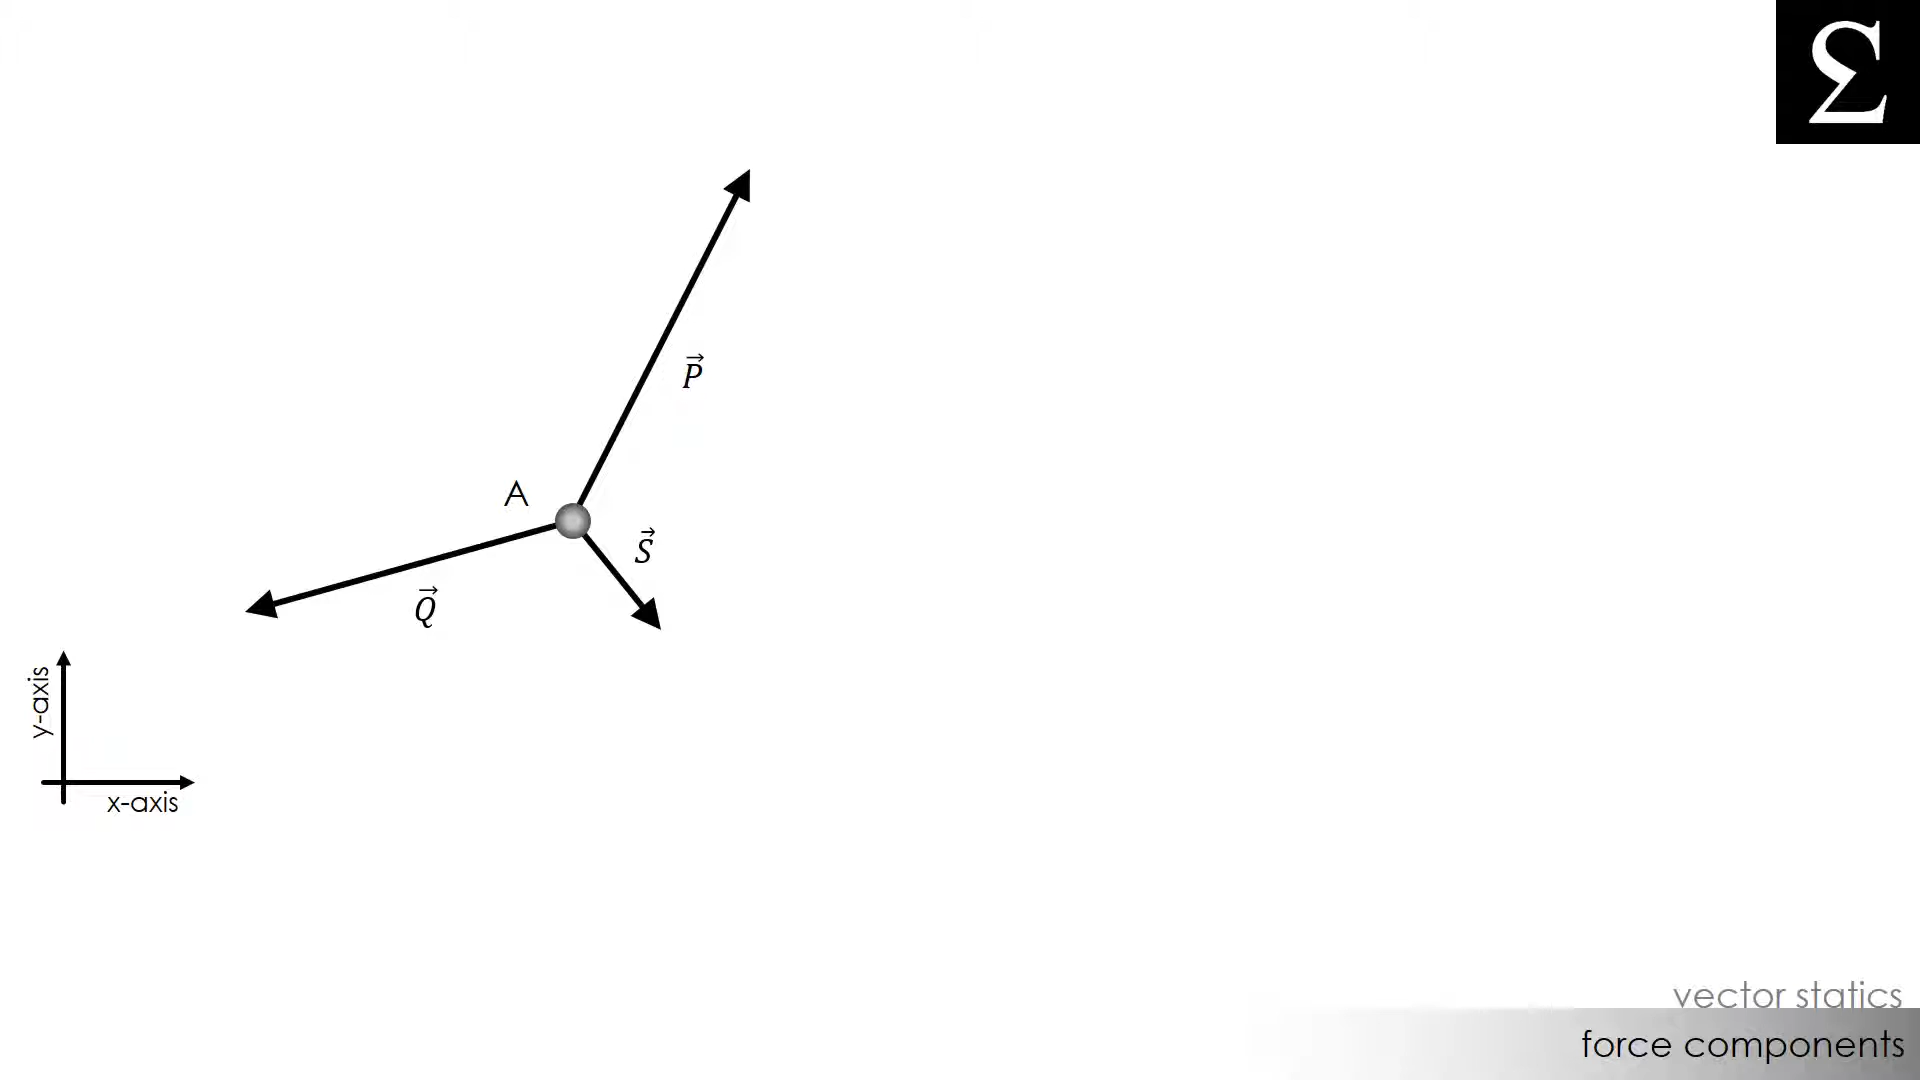 Σ
P⃗
A
S⃗
Q⃗
y-axis
x-axis
vector statics
force components